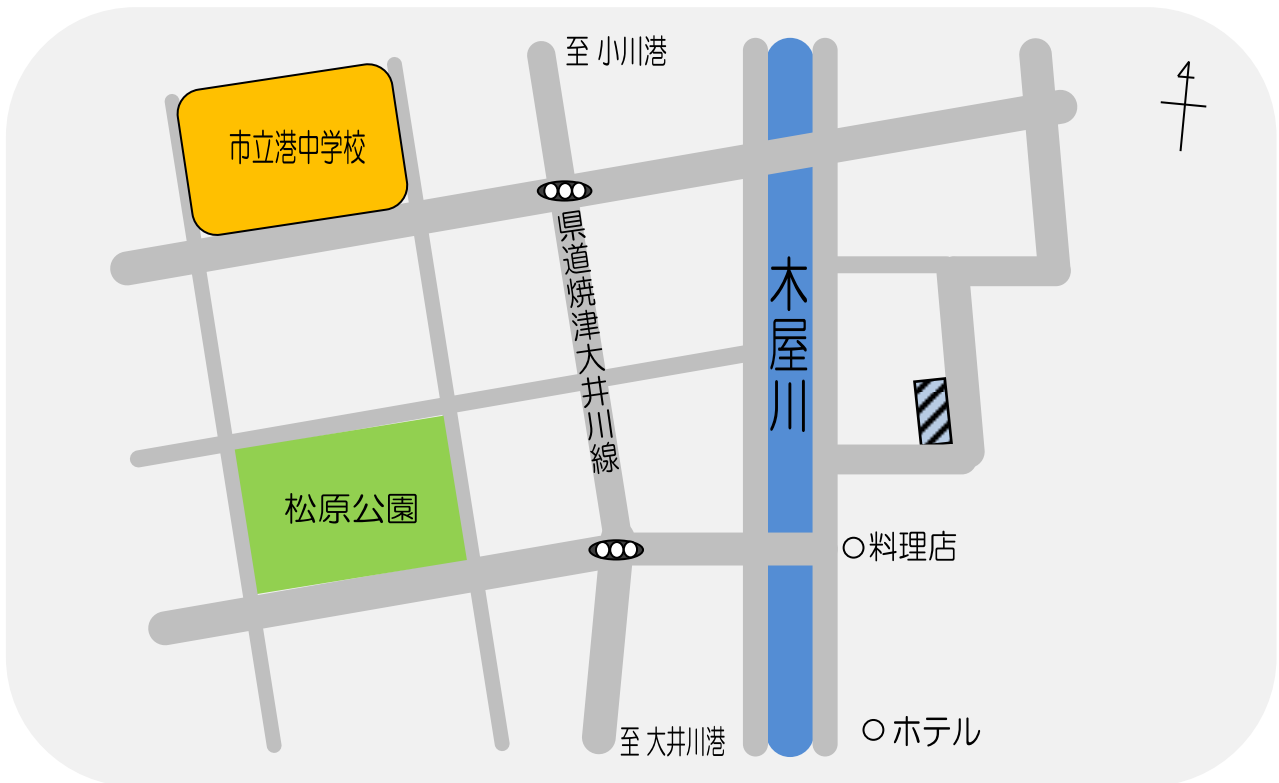 至 小川港
市立港中学校
県道焼津大井川線
木屋川
松原公園
料理店
至 大井川港
ホテル